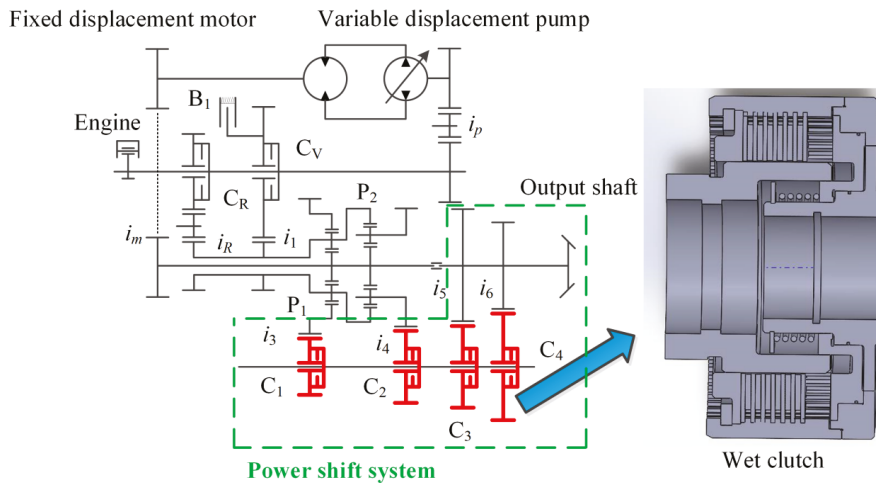 Fixed displacement motor
Variable displacement pump
B1
Engine
ip
CV
Output shaft
CR
P2
im
iR
i1
i5
i6
P1
i3
i4
C4
C1
C2
C3
Power shift system
Wet clutch